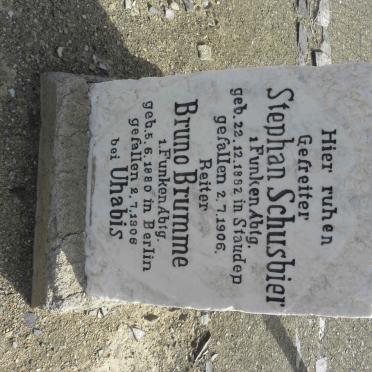 Hier ruhen
Gefreiter
Stephan Schusbier
1.Funken Abtg.
geb. 22.12.1882 in Staudep
gefallen 2.7.1906.
Reiter
Bruno Brumme
1.Funken Abtg.
geb. 5.6.1880 in Berlin
gefallen 2.7.1906
bei Uhabis